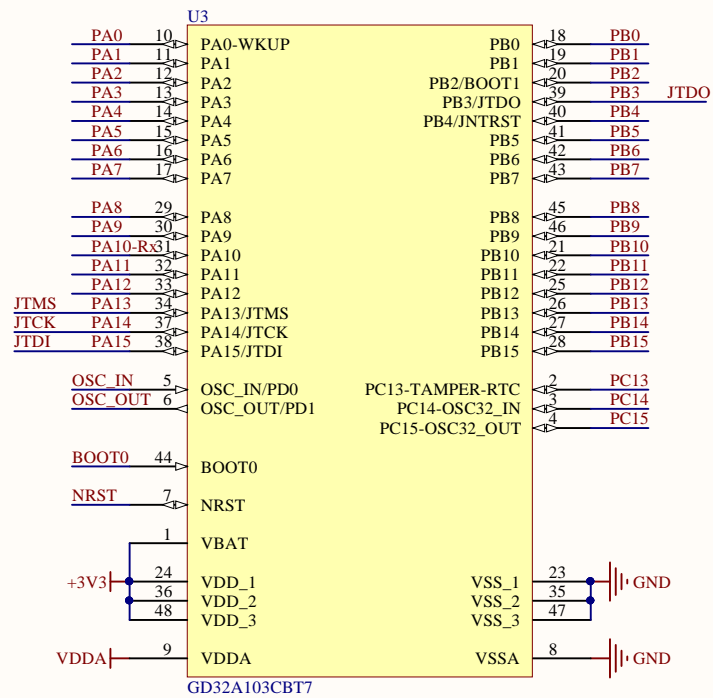 U3
PA0 10 PA0-WKUP PB0 18 PB0
PA1 11 PA1 PB1 19 PB1
PA2 12 PA2 PB2/BOOT1 20 PB2
PA3 13 PA3 PB3/JTDO 39 PB3 JTDO
PA4 14 PA4 PB4/JNTRST 40 PB4
PA5 15 PA5 PB5 41 PB5
PA6 16 PA6 PB6 42 PB6
PA7 17 PA7 PB7 43 PB7
PA8 29 PA8 PB8 45 PB8
PA9 30 PA9 PB9 46 PB9
PA10-Rx 31 PA10 PB10 21 PB10
PA11 32 PA11 PB11 22 PB11
PA12 33 PA12 PB12 25 PB12
JTMS PA13 34 PA13/JTMS PB13 26 PB13
JTCK PA14 37 PA14/JTCK PB14 27 PB14
JTDI PA15 38 PA15/JTDI PB15 28 PB15
OSC_IN 5 OSC_IN/PD0 PC13-TAMPER-RTC 2 PC13
OSC_OUT 6 OSC_OUT/PD1 PC14-OSC32_IN 3 PC14
PC15-OSC32_OUT 4 PC15
BOOT0 44 BOOT0
NRST 7 NRST
1 VBAT
+3V3 24 VDD_1 VSS_1 23 GND
36 VDD_2 VSS_2 35
48 VDD_3 VSS_3 47
VDDA 9 VDDA VSSA 8 GND
GD32A103CBT7